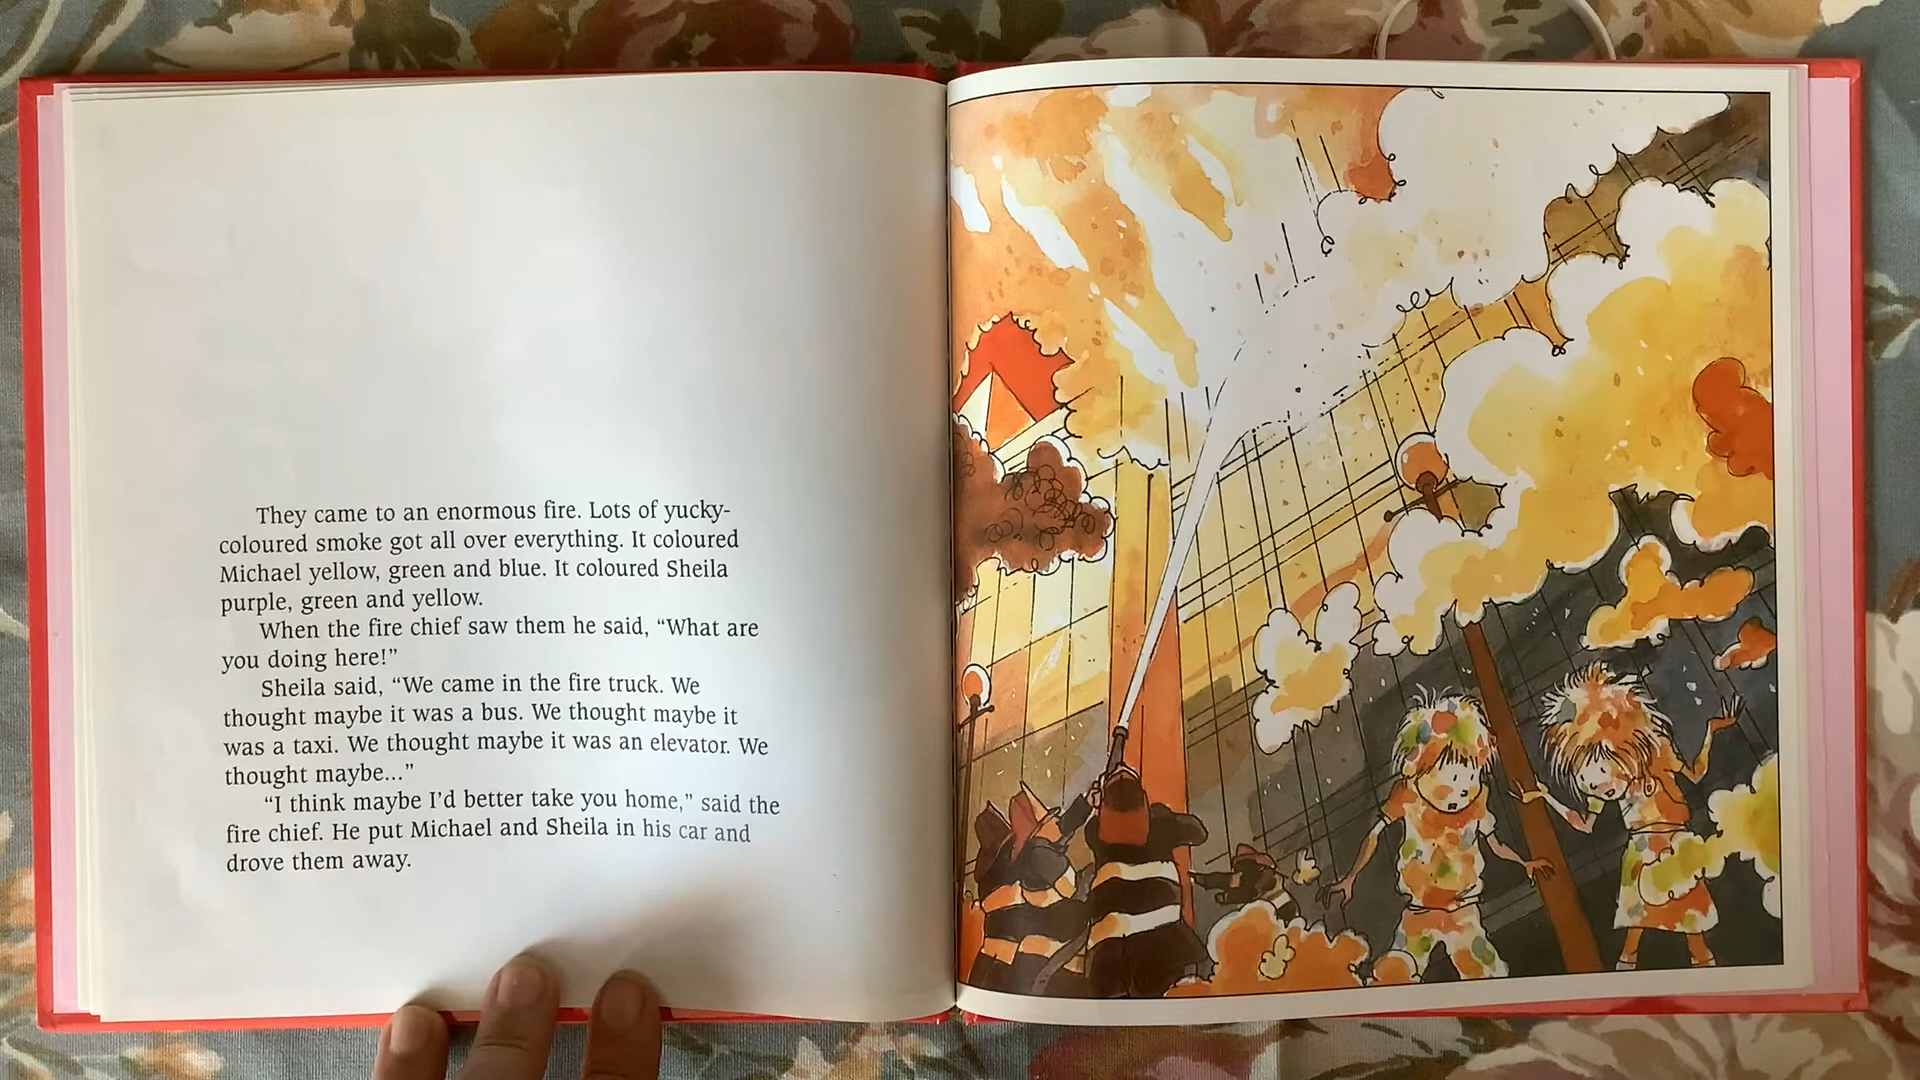 They came to an enormous fire. Lots of yucky-
coloured smoke got all over everything. It coloured
Michael yellow, green and blue. It coloured Sheila
purple, green and yellow.
When the fire chief saw them he said, “What are
you doing here!”
Sheila said, “We came in the fire truck. We
thought maybe it was a bus. We thought maybe it
was a taxi. We thought maybe it was an elevator. We
thought maybe...”
“I think maybe I’d better take you home,” said the
fire chief. He put Michael and Sheila in his car and
drove them away.